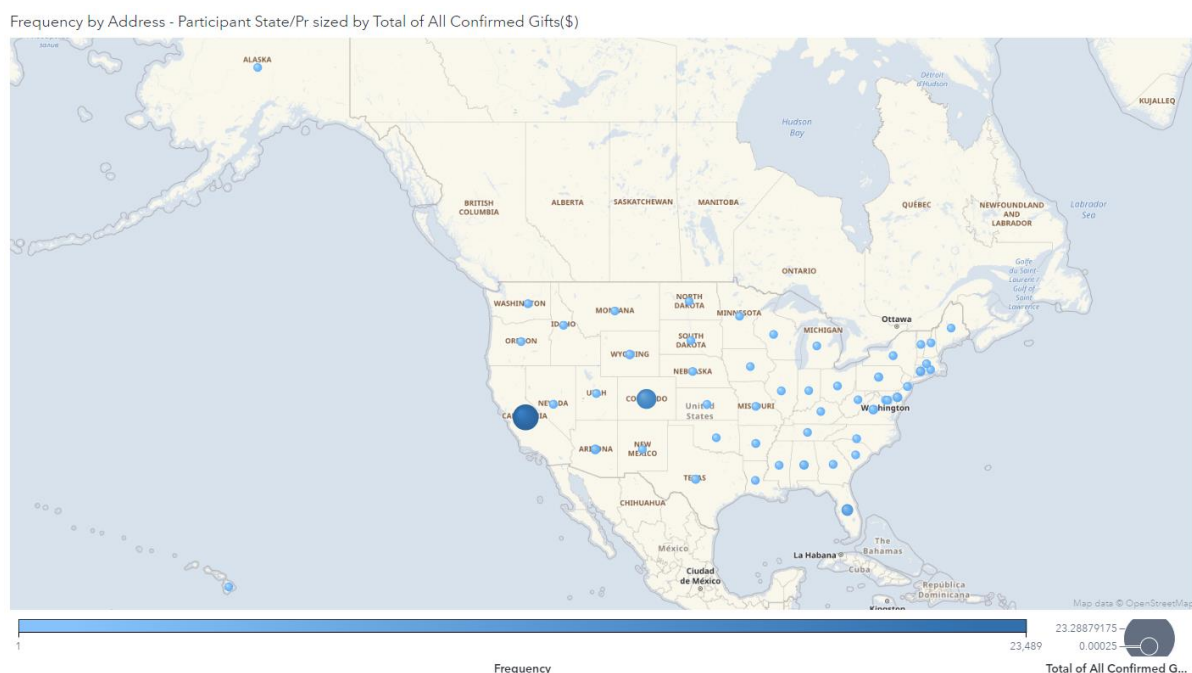 Frequency by Address - Participant State/Pr sized by Total of All Confirmed Gifts($)
ALASKA
Détroit
d'Hudson
KUJALLEQ
Hudson
Bay
BRITISH
COLUMBIA
ALBERTA
SASKATCHEWAN
MANITOBA
QUÉBEC
NEWFOUNDLAND
AND
LABRADOR
Labrador
Sea
ONTARIO
Golfe
du Saint-
Laurent /
Gulf of
Saint
Lawrence
WASHINGTON
MONTANA
NORTH
DAKOTA
MINNESOTA
Ottawa
IDAHO
OREGON
SOUTH
DAKOTA
MICHIGAN
WYOMING
NEBRASKA
NEVADA
UTAH
COLORADO
United
States
MISSOURI
Washington
CALIFORNIA
ARIZONA
NEW
MEXICO
TEXAS
CHIHUAHUA
México
La Habana
The
Bahamas
Cuba
Ciudad
de México
República
Dominicana
Kingston
Map data © OpenStreetMap
23.28879175
0.00025
1
23,489
Frequency
Total of All Confirmed G...